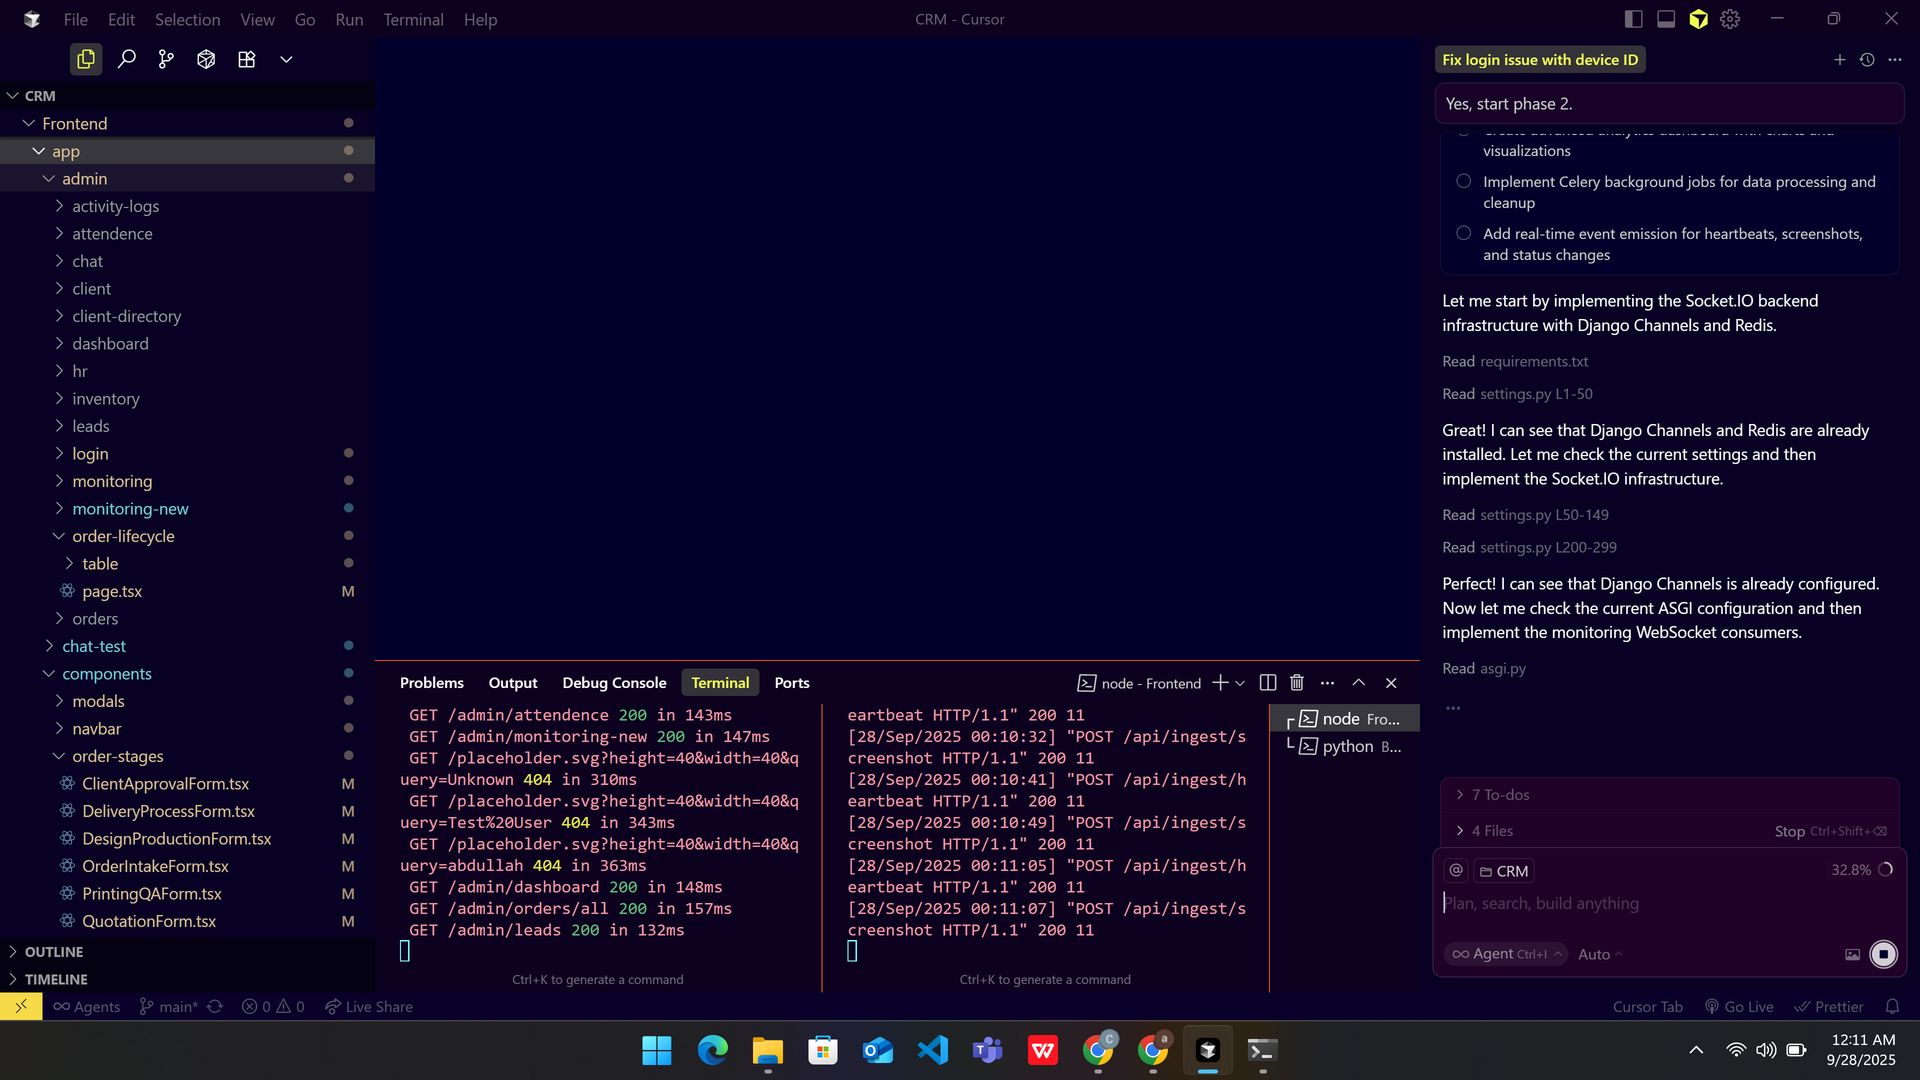 File Edit Selection View Go Run Terminal Help
CRM - Cursor
CRM
Frontend
app
admin
activity-logs
attendence
chat
client
client-directory
dashboard
hr
inventory
leads
login
monitoring
monitoring-new
order-lifecycle
table
page.tsx M
orders
chat-test
components
modals
navbar
order-stages
ClientApprovalForm.tsx M
DeliveryProcessForm.tsx M
DesignProductionForm.tsx M
OrderIntakeForm.tsx M
PrintingQAForm.tsx M
QuotationForm.tsx M
OUTLINE
TIMELINE
Problems Output Debug Console Terminal Ports
node - Frontend
GET /admin/attendence 200 in 143ms
GET /admin/monitoring-new 200 in 147ms
GET /placeholder.svg?height=40&width=40&q
uery=Unknown 404 in 310ms
GET /placeholder.svg?height=40&width=40&q
uery=Test%20User 404 in 343ms
GET /placeholder.svg?height=40&width=40&q
uery=abdullah 404 in 363ms
GET /admin/dashboard 200 in 148ms
GET /admin/orders/all 200 in 157ms
GET /admin/leads 200 in 132ms
Ctrl+K to generate a command
eartbeat HTTP/1.1" 200 11
[28/Sep/2025 00:10:32] "POST /api/ingest/s
creenshot HTTP/1.1" 200 11
[28/Sep/2025 00:10:41] "POST /api/ingest/h
eartbeat HTTP/1.1" 200 11
[28/Sep/2025 00:10:49] "POST /api/ingest/s
creenshot HTTP/1.1" 200 11
[28/Sep/2025 00:11:05] "POST /api/ingest/h
eartbeat HTTP/1.1" 200 11
[28/Sep/2025 00:11:07] "POST /api/ingest/s
creenshot HTTP/1.1" 200 11
Ctrl+K to generate a command
node Fro...
python B...
Fix login issue with device ID
Yes, start phase 2.
Create advanced analytics dashboard with charts and
visualizations
Implement Celery background jobs for data processing and
cleanup
Add real-time event emission for heartbeats, screenshots,
and status changes
Let me start by implementing the Socket.IO backend
infrastructure with Django Channels and Redis.
Read requirements.txt
Read settings.py L1-50
Great! I can see that Django Channels and Redis are already
installed. Let me check the current settings and then
implement the Socket.IO infrastructure.
Read settings.py L50-149
Read settings.py L200-299
Perfect! I can see that Django Channels is already configured.
Now let me check the current ASGI configuration and then
implement the monitoring WebSocket consumers.
Read asgi.py
...
7 To-dos
4 Files Stop Ctrl+Shift+⌫
@ CRM 32.8%
Plan, search, build anything
Agent Ctrl+I Auto
Agents main* 0 0 Live Share
Cursor Tab Go Live Prettier
12:11 AM
9/28/2025